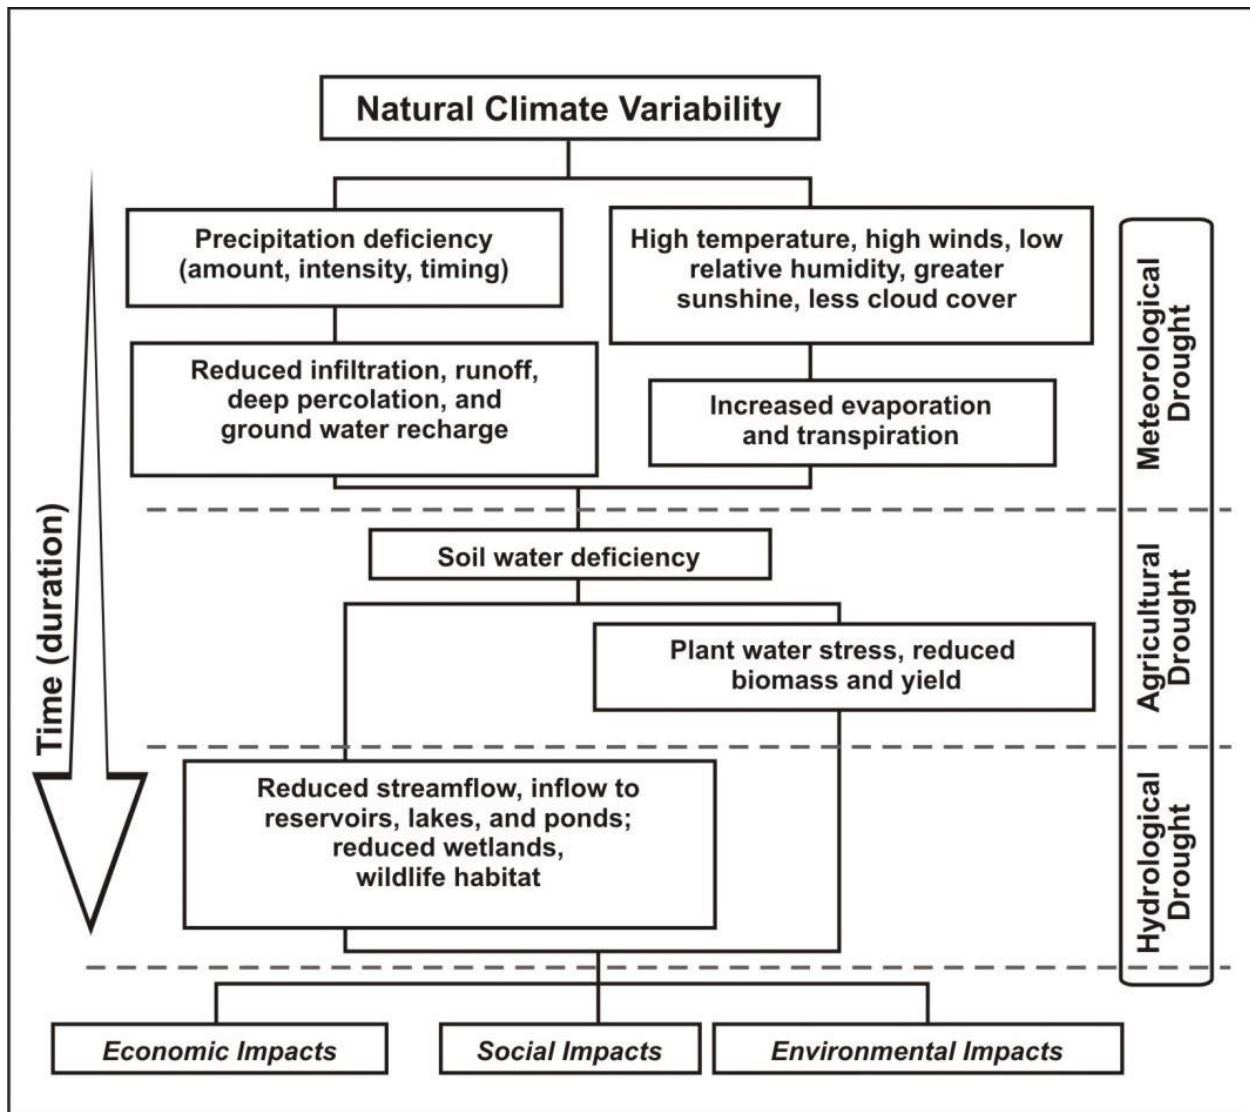 Natural Climate Variability
Precipitation deficiency
(amount, intensity, timing)
High temperature, high winds, low
relative humidity, greater
sunshine, less cloud cover
Reduced infiltration, runoff,
deep percolation, and
ground water recharge
Increased evaporation
and transpiration
Meteorological
Drought
Time (duration)
Soil water deficiency
Plant water stress, reduced
biomass and yield
Agricultural
Drought
Reduced streamflow, inflow to
reservoirs, lakes, and ponds;
reduced wetlands,
wildlife habitat
Hydrological
Drought
Economic Impacts
Social Impacts
Environmental Impacts